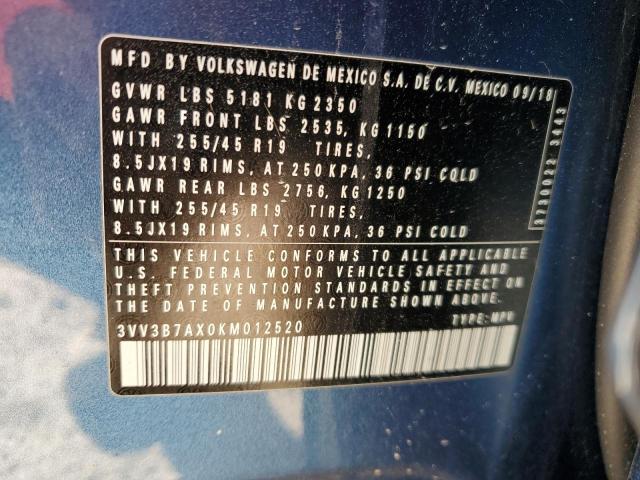 MFD BY VOLKSWAGEN DE MEXICO S.A. DE C.V. MEXICO 09/18
GVWR LBS 5181 KG 2350
GAWR FRONT LBS 2535, KG 1150
WITH 255/45 R19 TIRES,
8.5JX19 RIMS, AT 250 KPA, 36 PSI COLD
GAWR REAR LBS 2756, KG 1250
WITH 255/45 R19 TIRES,
8.5JX19 RIMS, AT 250 KPA, 36 PSI COLD
THIS VEHICLE CONFORMS TO ALL APPLICABLE
U.S. FEDERAL MOTOR VEHICLE SAFETY AND
THEFT PREVENTION STANDARDS IN EFFECT ON
THE DATE OF MANUFACTURE SHOWN ABOVE.
3VV3B7AX0KM012520 TYPE: MPV
3730022 3413